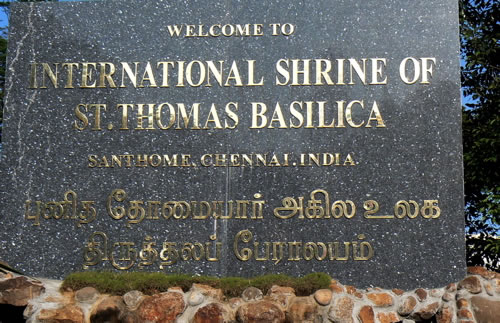 WELCOME TO
INTERNATIONAL SHRINE OF
ST. THOMAS BASILICA
SANTHOME, CHENNAI. INDIA.
புனித தோமையார் அகில உலக
திருத்தலப் பேராலயம்